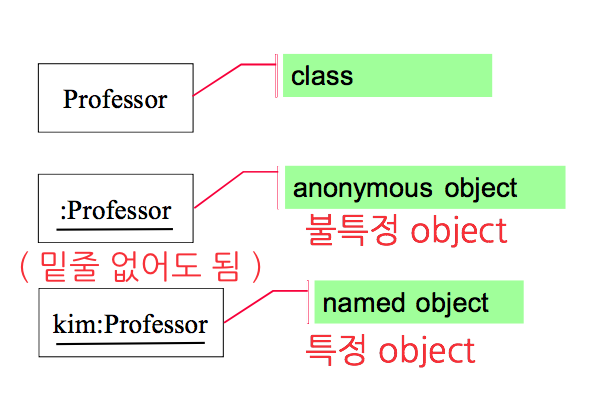 Professor
class
:Professor
anonymous object
불특정 object
( 밑줄 없어도 됨 )
kim:Professor
named object
특정 object